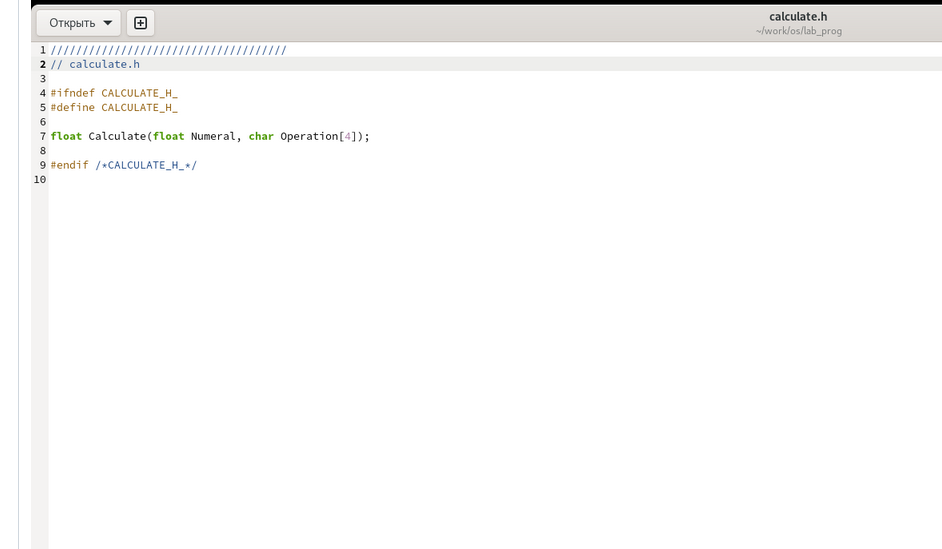 Открыть
calculate.h
~/work/os/lab_prog
1 /////////////////////////////////////
2 // calculate.h
3
4 #ifndef CALCULATE_H_
5 #define CALCULATE_H_
6
7 float Calculate(float Numeral, char Operation[4]);
8
9 #endif /*CALCULATE_H_*/
10